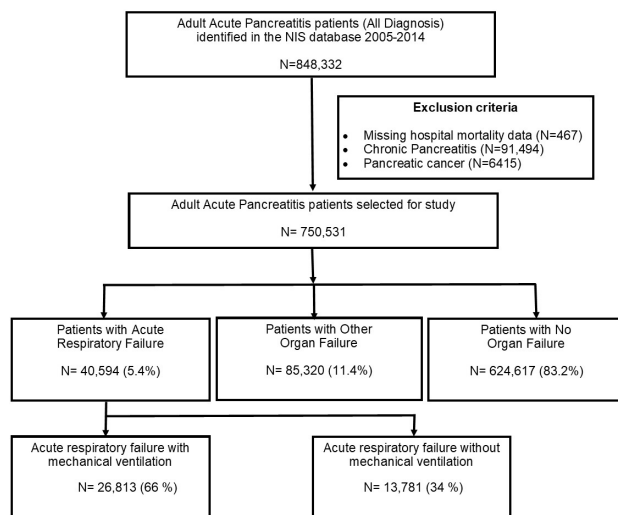 Adult Acute Pancreatitis patients (All Diagnosis)
identified in the NIS database 2005-2014
N=848,332
Exclusion criteria
• Missing hospital mortality data (N=467)
• Chronic Pancreatitis (N=91,494)
• Pancreatic cancer (N=6415)
Adult Acute Pancreatitis patients selected for study
N= 750,531
Patients with Acute
Respiratory Failure
N= 40,594 (5.4%)
Patients with Other
Organ Failure
N= 85,320 (11.4%)
Patients with No
Organ Failure
N= 624,617 (83.2%)
Acute respiratory failure with
mechanical ventilation
N= 26,813 (66 %)
Acute respiratory failure without
mechanical ventilation
N= 13,781 (34 %)